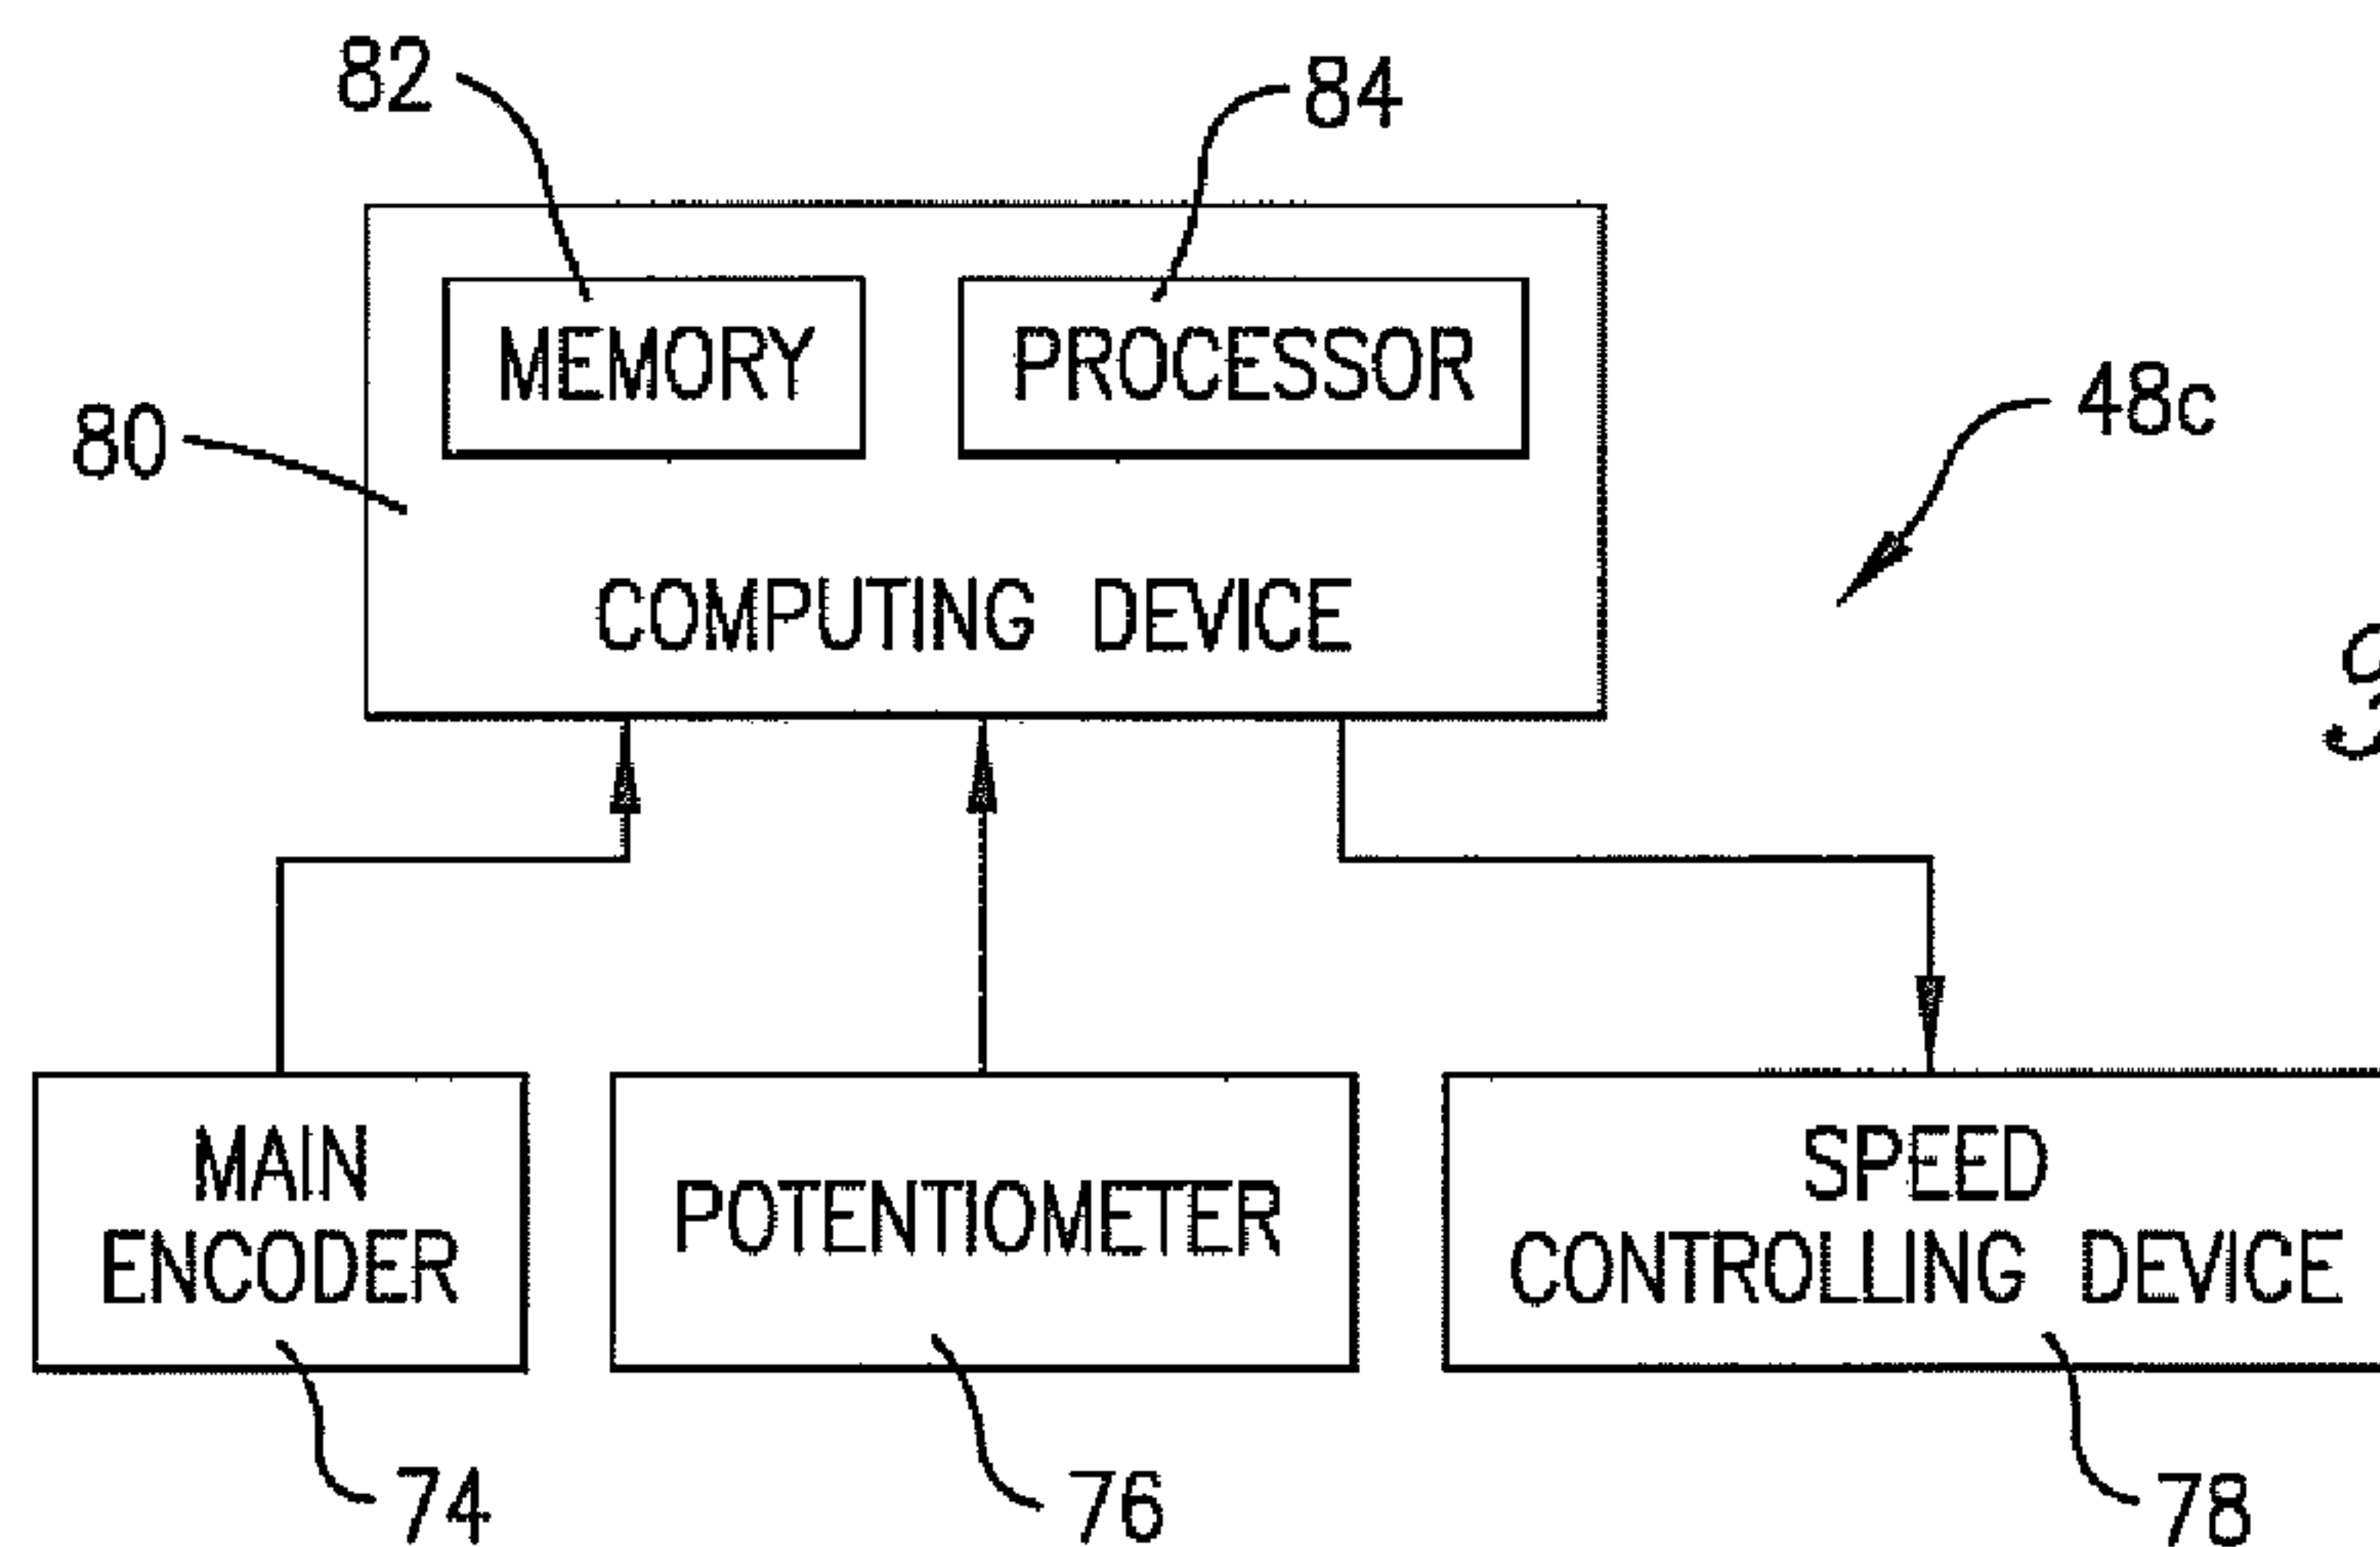 82
84
MEMORY
PROCESSOR
80
48c
COMPUTING DEVICE
MAIN
ENCODER
POTENTIOMETER
SPEED
CONTROLLING DEVICE
74
76
78